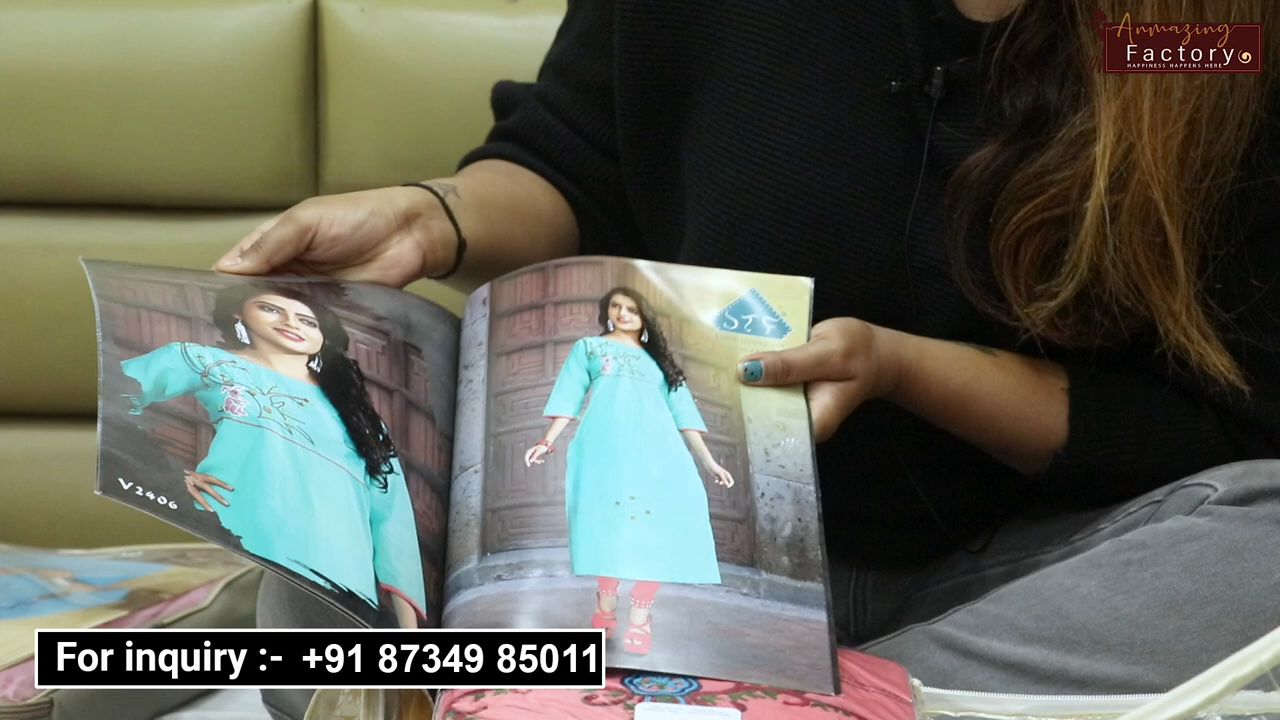 Anmazing
Factory
HAPPINESS HAPPENS HERE
V2406
For inquiry :- +91 87349 85011